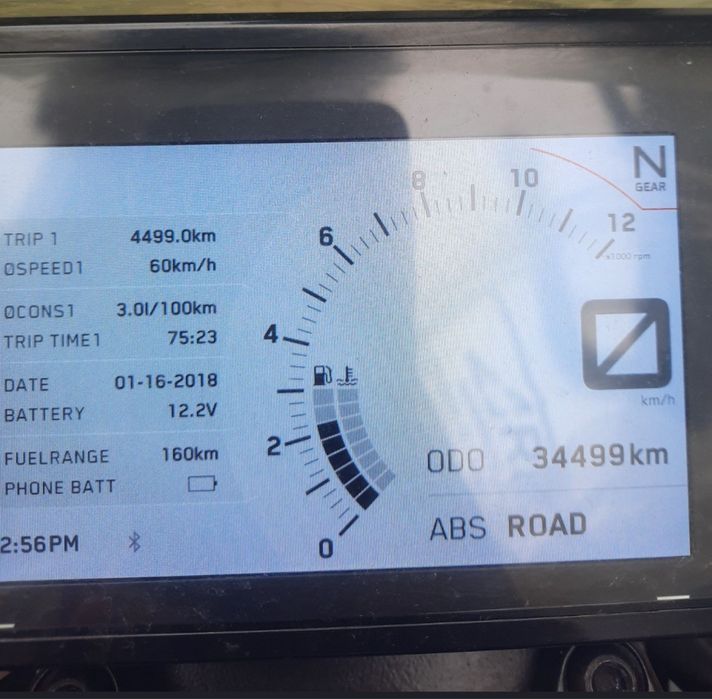 TRIP 1 4499.0km
ØSPEED1 60km/h
ØCONS1 3.0l/100km
TRIP TIME1 75:23
DATE 01-16-2018
BATTERY 12.2V
FUELRANGE 160km
PHONE BATT
2:56PM
0
2
4
6
8
10
12
x1000 rpm
N
GEAR
0
km/h
ODO 34499km
ABS ROAD